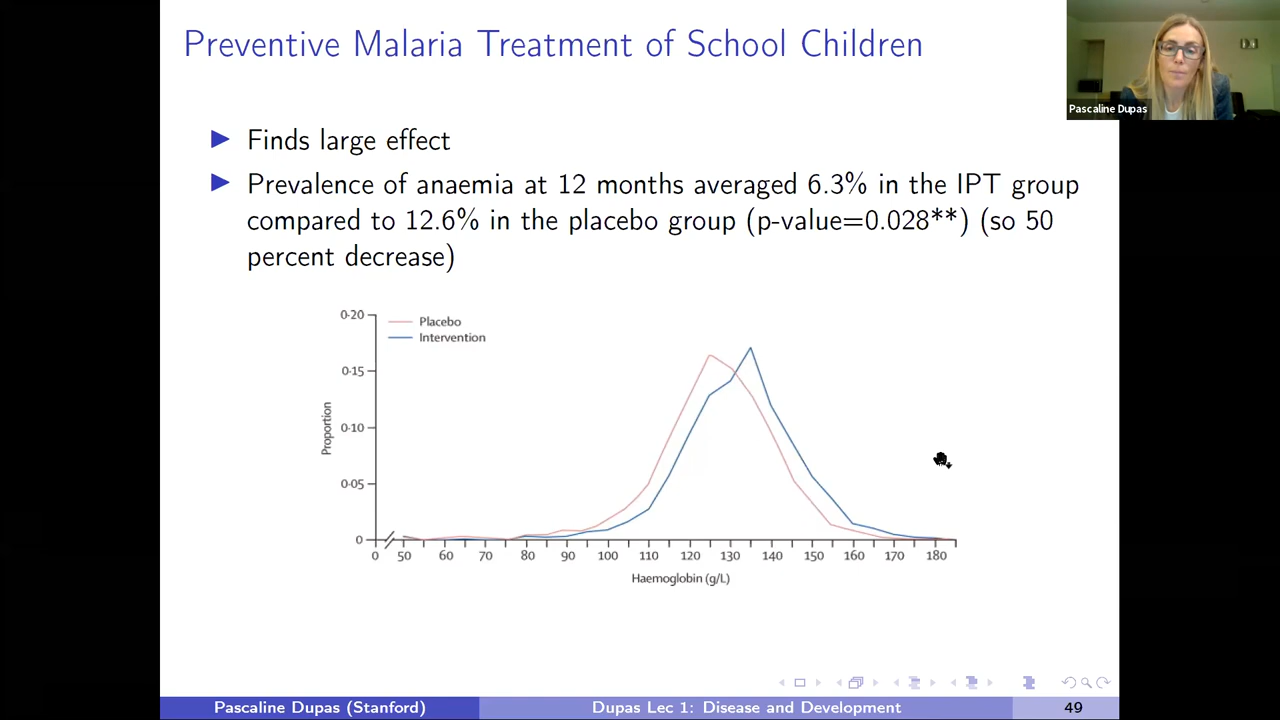 Preventive Malaria Treatment of School Children
Pascaline Dupas
Finds large effect
Prevalence of anaemia at 12 months averaged 6.3% in the IPT group
compared to 12.6% in the placebo group (p-value=0.028**) (so 50
percent decrease)
0·20
0·15
0·10
0·05
0
Proportion
Placebo
Intervention
0 50 60 70 80 90 100 110 120 130 140 150 160 170 180
Haemoglobin (g/L)
Pascaline Dupas (Stanford)
Dupas Lec 1: Disease and Development
49